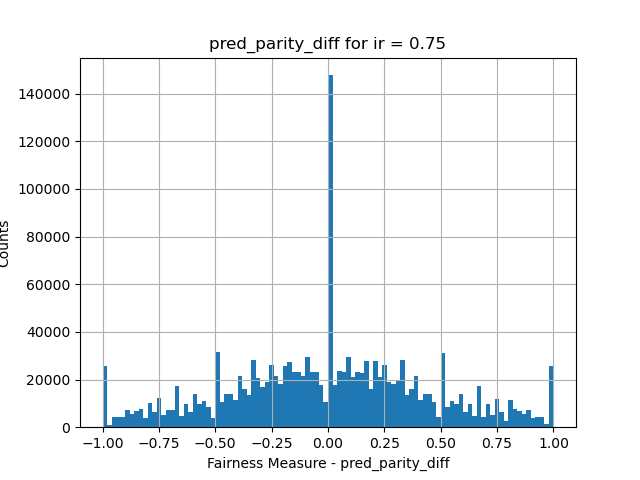 pred_parity_diff for ir = 0.75
Counts
140000
120000
100000
80000
60000
40000
20000
0
−1.00 −0.75 −0.50 −0.25 0.00 0.25 0.50 0.75 1.00
Fairness Measure - pred_parity_diff